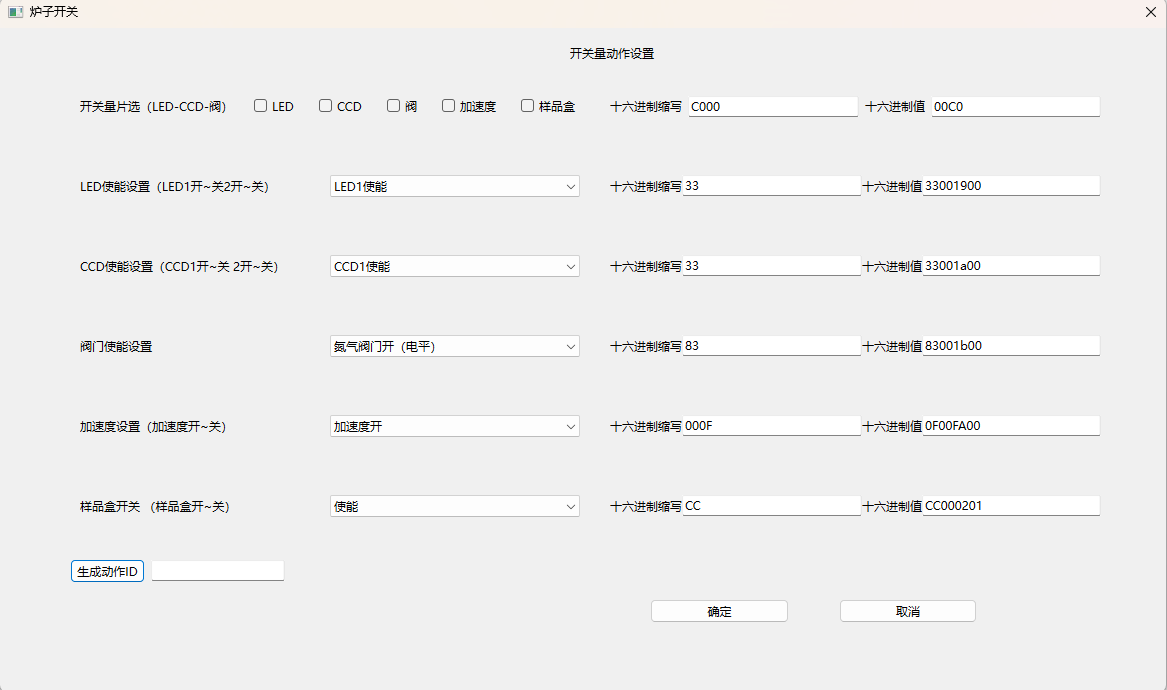 炉子开关
开关量动作设置
开关量片选（LED-CCD-阀） LED CCD 阀 加速度 样品盒 十六进制缩写 C000 十六进制值 00C0
LED使能设置（LED1开~关2开~关） LED1使能 十六进制缩写 33 十六进制值 33001900
CCD使能设置（CCD1开~关 2开~关） CCD1使能 十六进制缩写 33 十六进制值 33001a00
阀门使能设置 氮气阀门开（电平） 十六进制缩写 83 十六进制值 83001b00
加速度设置（加速度开~关） 加速度开 十六进制缩写 000F 十六进制值 0F00FA00
样品盒开关 （样品盒开~关） 使能 十六进制缩写 CC 十六进制值 CC000201
生成动作ID
确定 取消